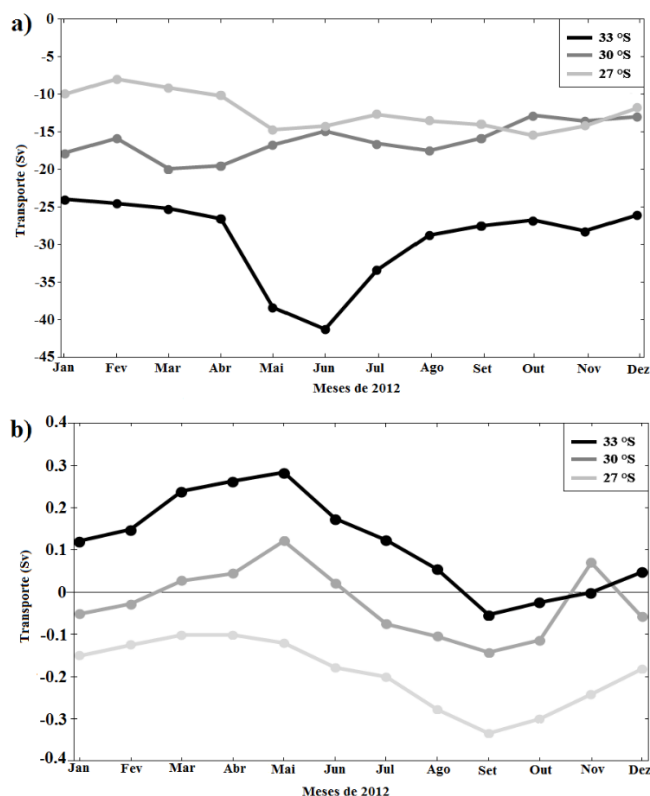 a)
Transporte (Sv)
0
-5
-10
-15
-20
-25
-30
-35
-40
-45
33 ºS
30 ºS
27 ºS
Jan Fev Mar Abr Mai Jun Jul Ago Set Out Nov Dez
Meses de 2012
b)
Transporte (Sv)
0.4
0.3
0.2
0.1
0
-0.1
-0.2
-0.3
-0.4
33 ºS
30 ºS
27 ºS
Jan Fev Mar Abr Mai Jun Jul Ago Set Out Nov Dez
Meses de 2012